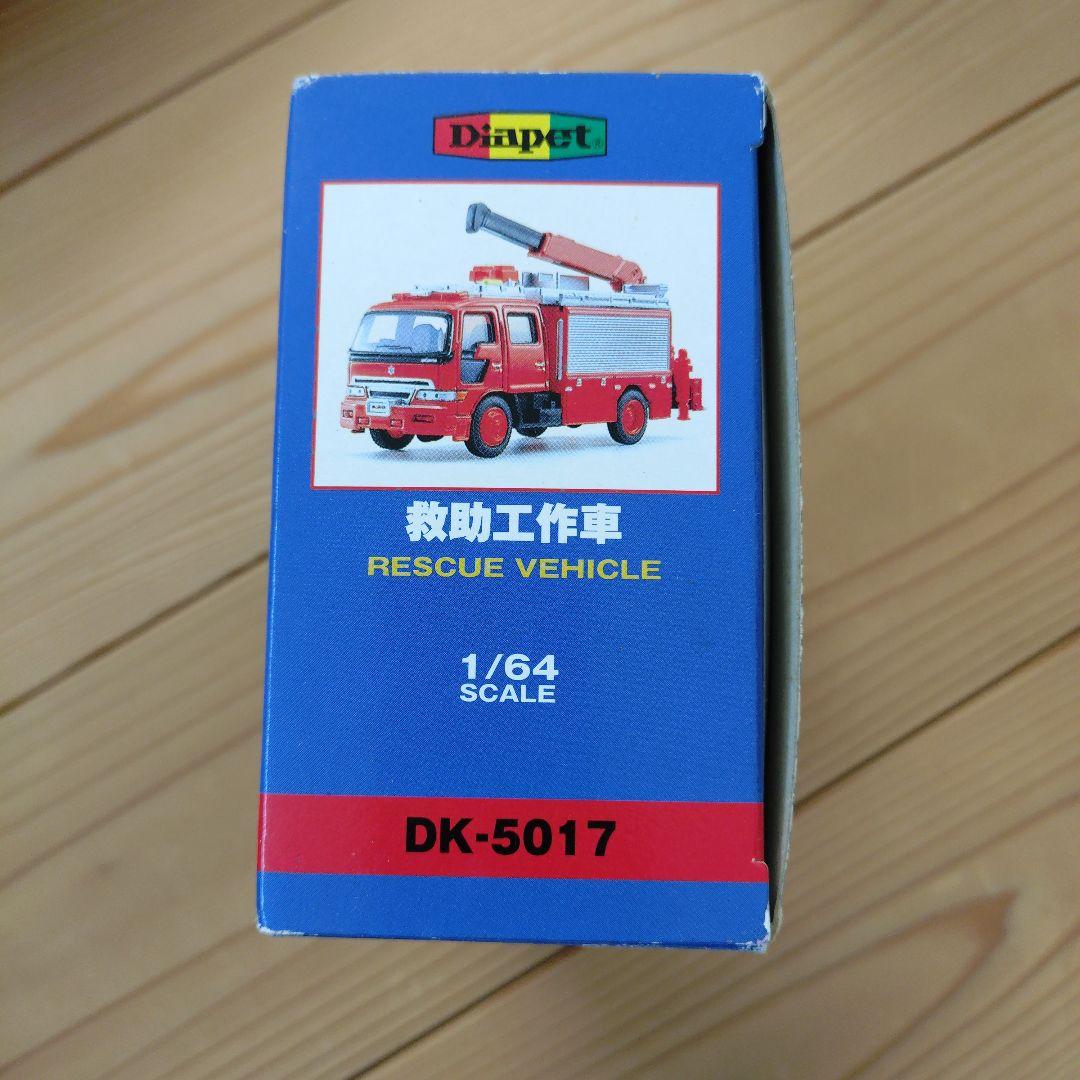 Diapet®
救助工作車
RESCUE VEHICLE
1/64
SCALE
DK-5017